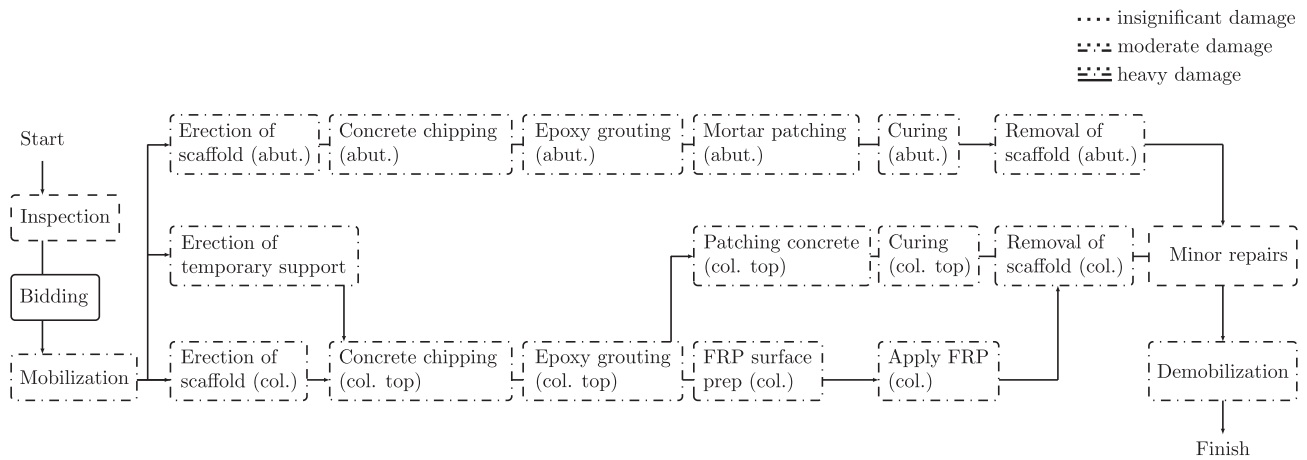 insignificant damage
moderate damage
heavy damage
Start
Inspection
Bidding
Mobilization
Erection of
scaffold (abut.)
Concrete chipping
(abut.)
Epoxy grouting
(abut.)
Mortar patching
(abut.)
Curing
(abut.)
Removal of
scaffold (abut.)
Erection of
temporary support
Patching concrete
(col. top)
Curing
(col. top)
Removal of
scaffold (col.)
Minor repairs
Erection of
scaffold (col.)
Concrete chipping
(col. top)
Epoxy grouting
(col. top)
FRP surface
prep (col.)
Apply FRP
(col.)
Demobilization
Finish